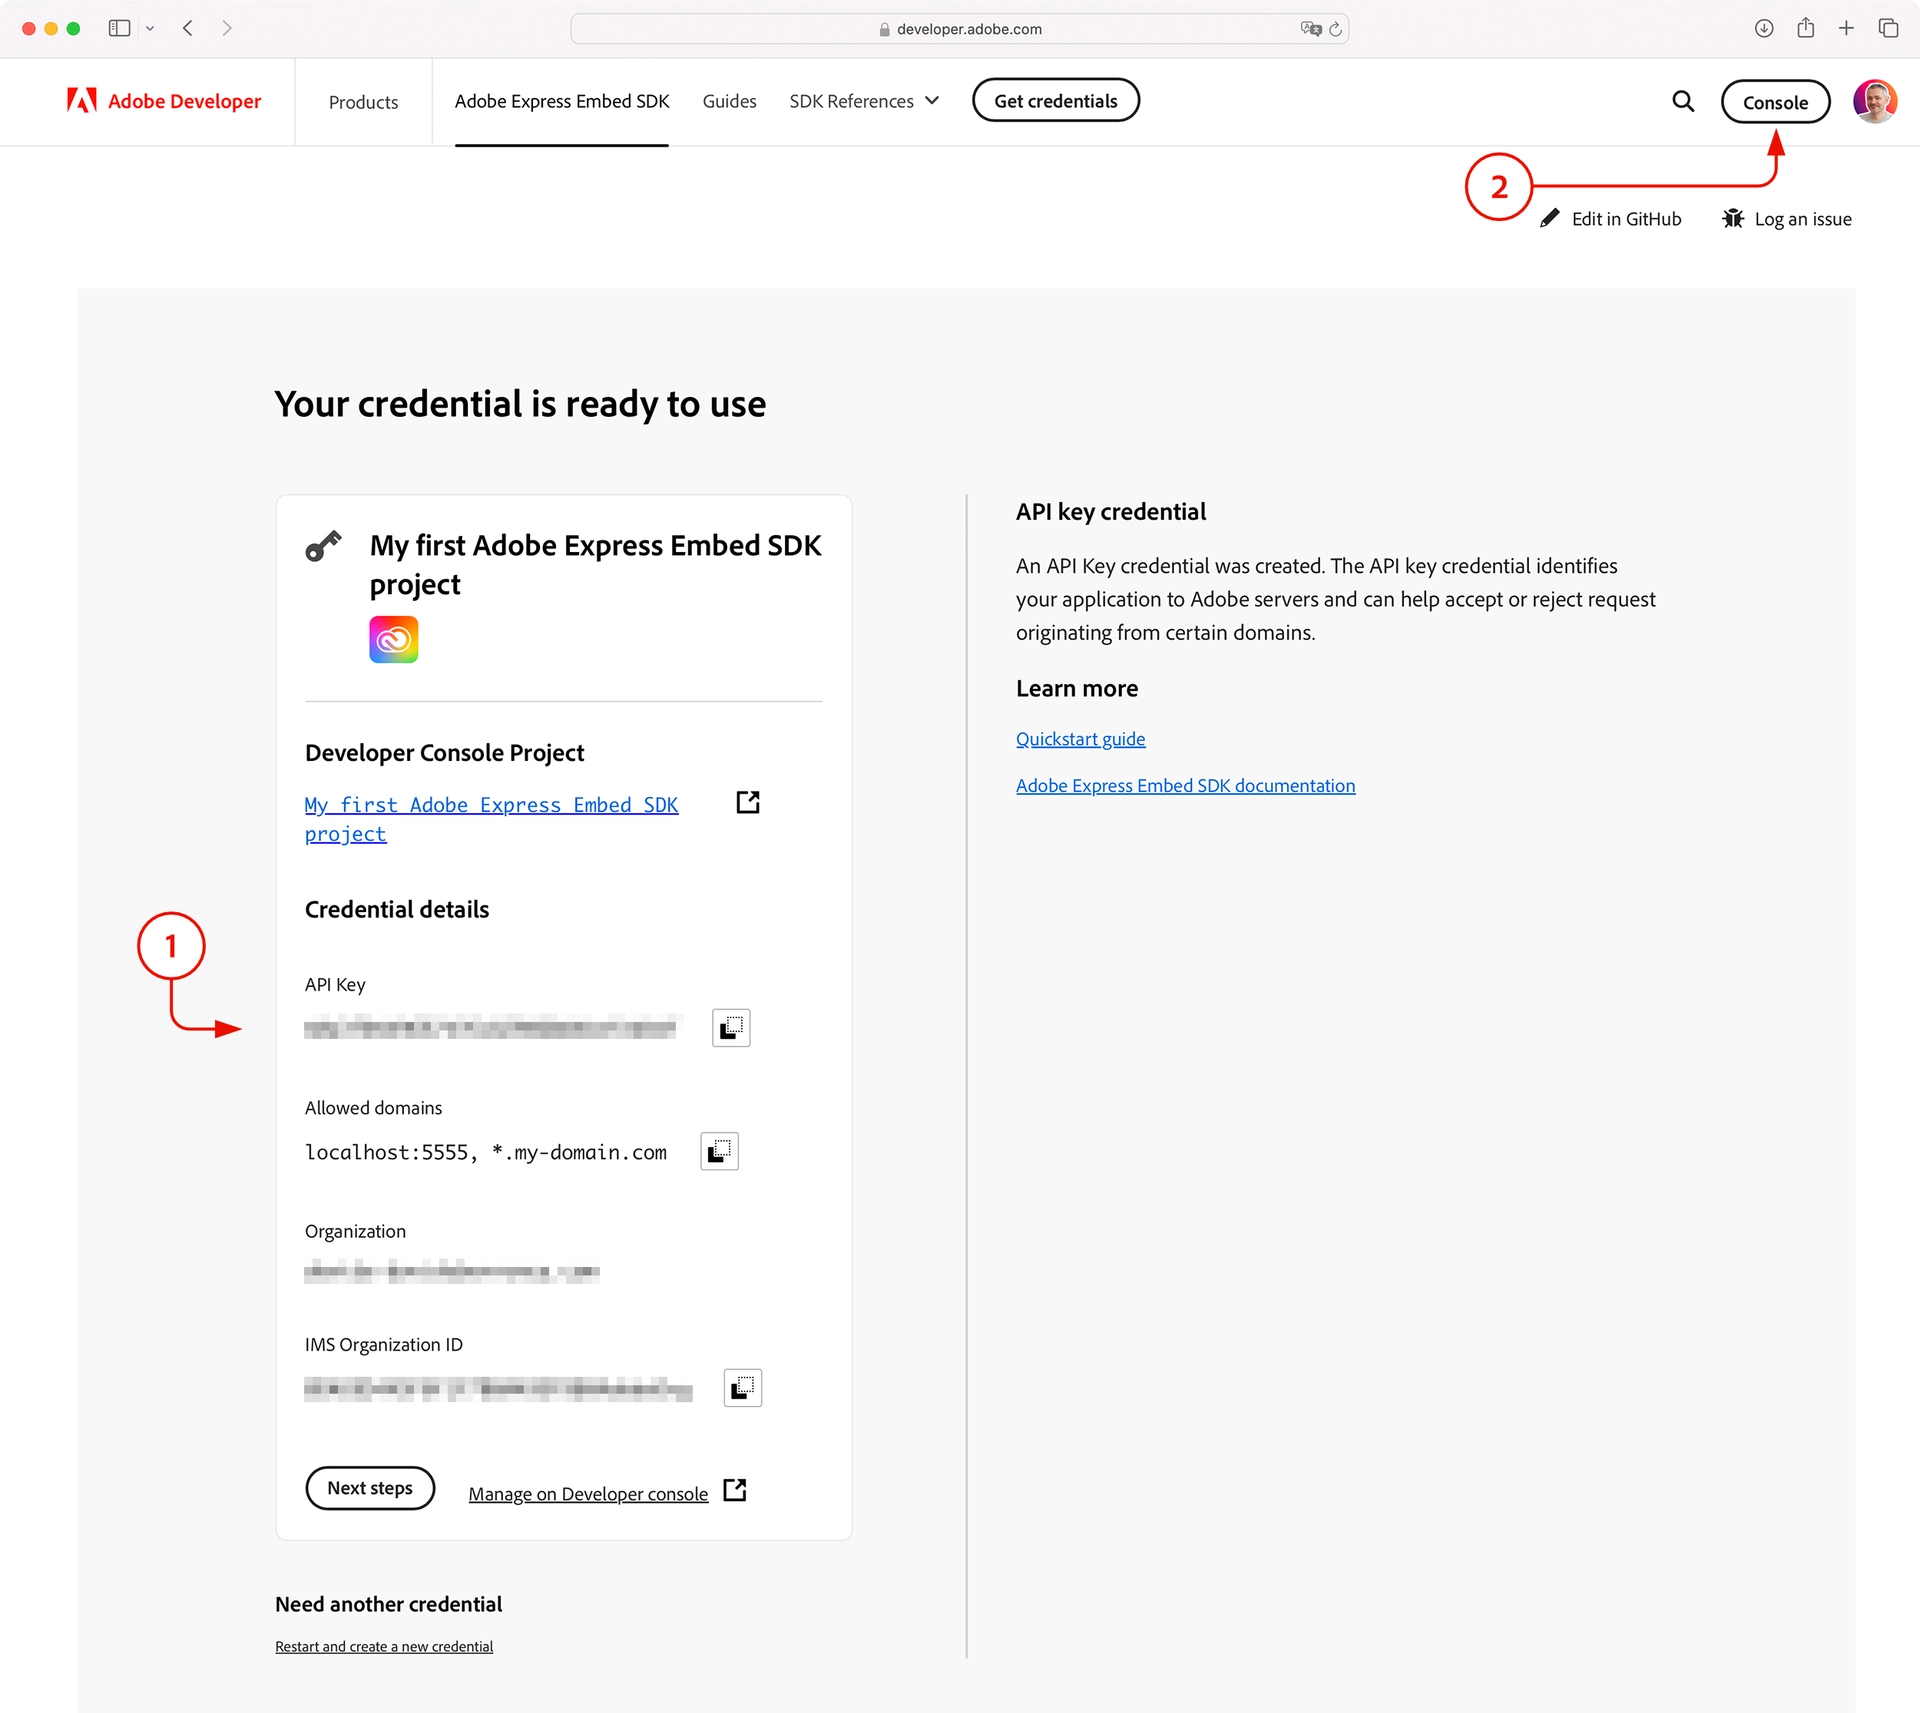 developer.adobe.com
Adobe Developer
Products
Adobe Express Embed SDK
Guides
SDK References
Get credentials
Console
2
Edit in GitHub
Log an issue
Your credential is ready to use
My first Adobe Express Embed SDK
project
Developer Console Project
My first Adobe Express Embed SDK
project
Credential details
1
API Key
Allowed domains
localhost:5555, *.my-domain.com
Organization
IMS Organization ID
Next steps
Manage on Developer console
Need another credential
Restart and create a new credential
API key credential
An API Key credential was created. The API key credential identifies
your application to Adobe servers and can help accept or reject request
originating from certain domains.
Learn more
Quickstart guide
Adobe Express Embed SDK documentation